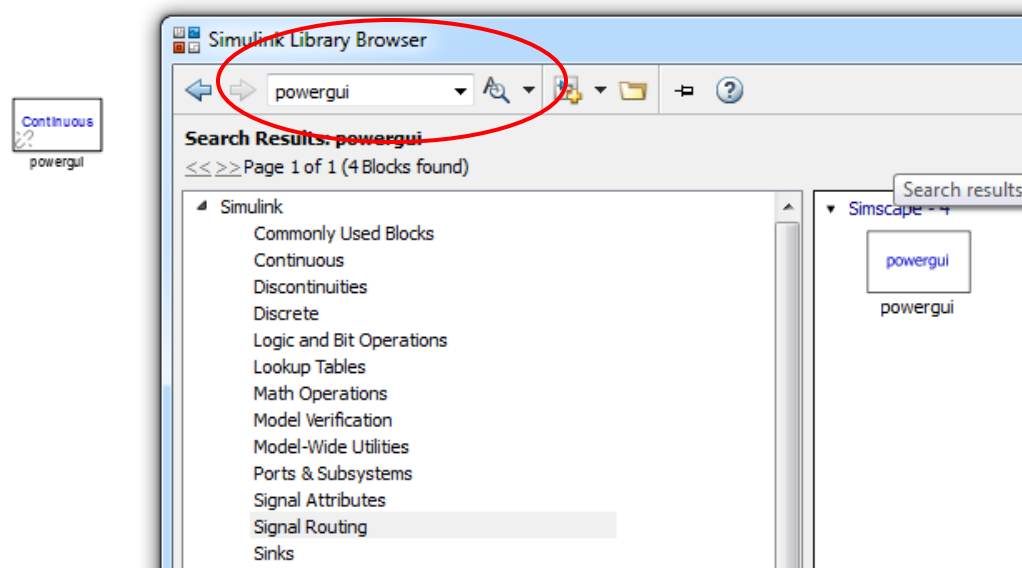 Simulink Library Browser
powergui
Continuous
powergui
Search Results: powergui
<< >> Page 1 of 1 (4 Blocks found)
Search results
Simulink
Commonly Used Blocks
Continuous
Discontinuities
Discrete
Logic and Bit Operations
Lookup Tables
Math Operations
Model Verification
Model-Wide Utilities
Ports & Subsystems
Signal Attributes
Signal Routing
Sinks
Simscape - 4
powergui
powergui